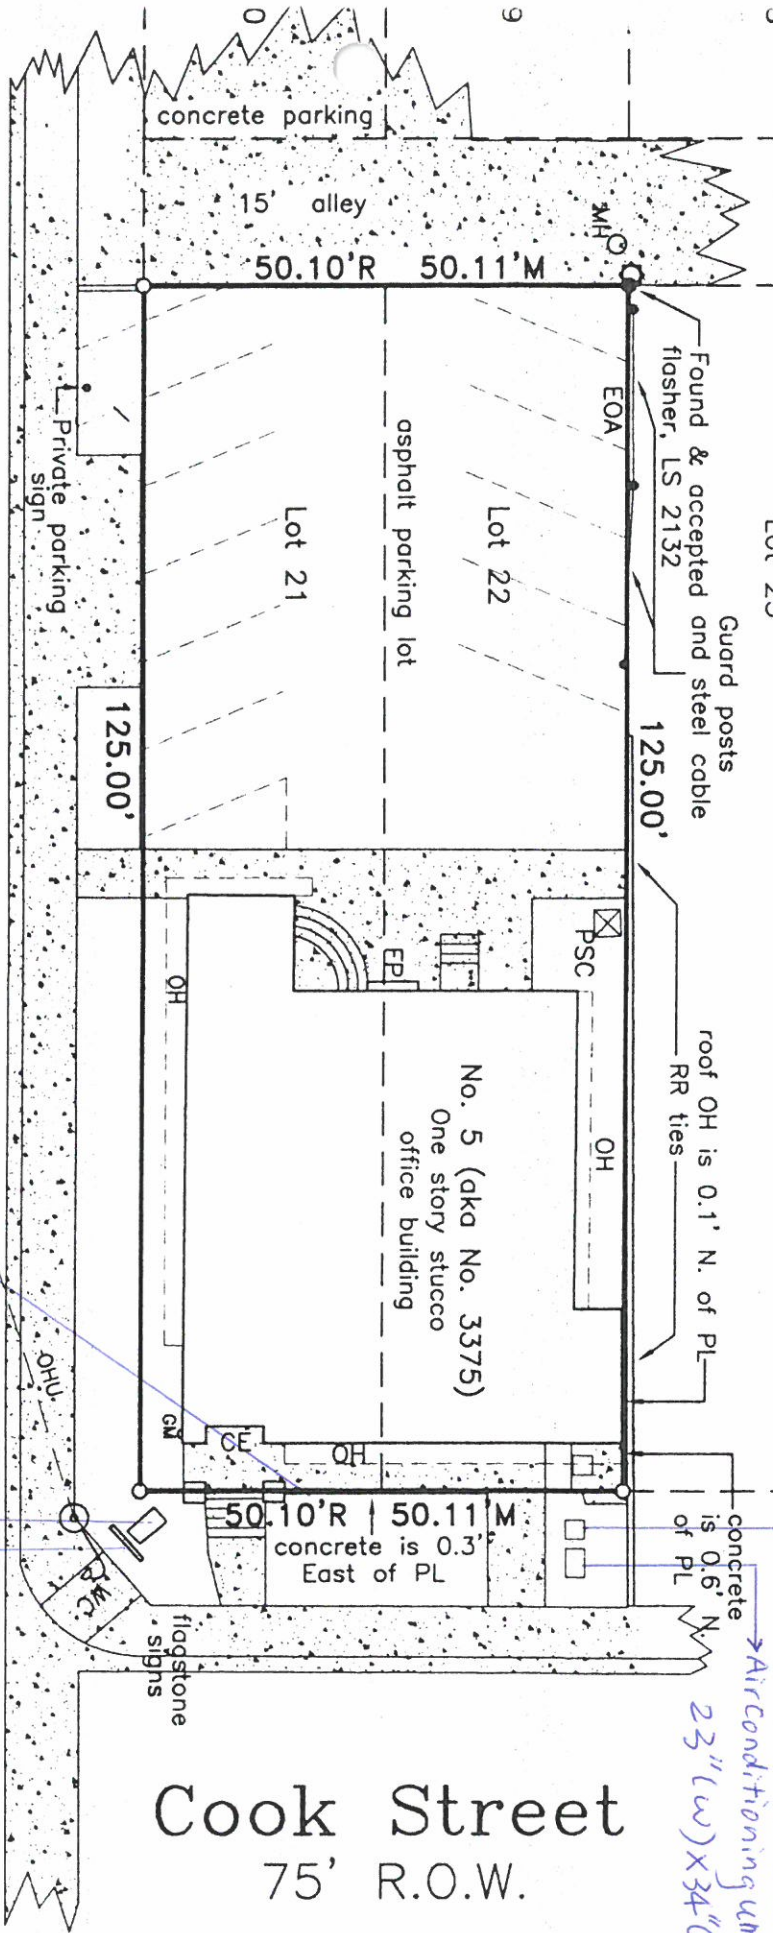 concrete parking
15' alley
MH
50.10'R 50.11'M
Found & accepted
flasher, LS 2132
Guard posts
and steel cable
EOA
Private parking
sign
asphalt parking lot
Lot 22
Lot 21
125.00'
125.00'
PSC
EP
OH
OH
roof OH is 0.1' N. of PL
RR ties
No. 5 (aka No. 3375)
One story stucco
office building
OHU
GM
CE
OH
50.10'R 50.11'M
concrete is 0.3'
East of PL
concrete
is 0.6' N.
of PL
WC
flagstone
signs
Airconditioning
23"(W) X 34"
Cook Street
75' R.O.W.